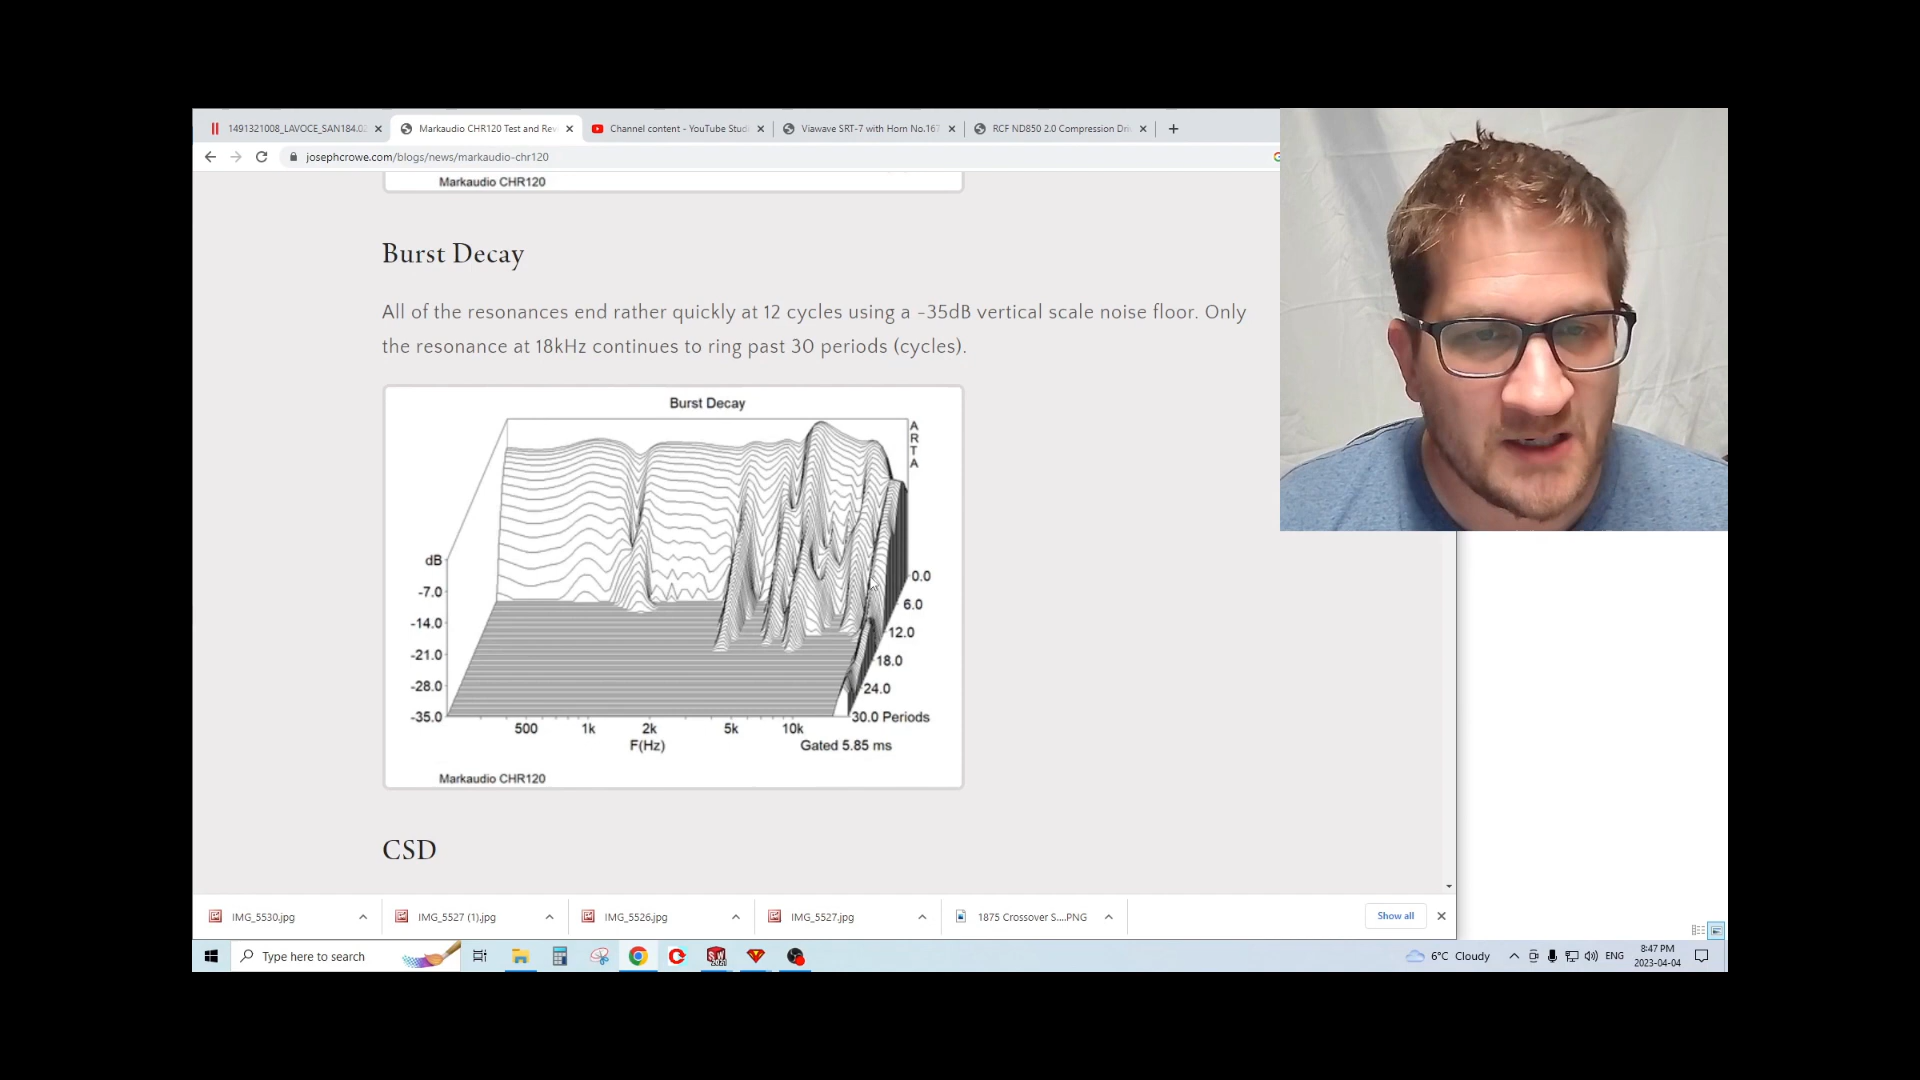 1491321008_LAVOCE_SAN184.0
Markaudio CHR120 Test and Rev
Channel content - YouTube Stud
Viawave SRT-7 with Horn No.167
RCF ND850 2.0 Compression Dri
josephcrowe.com/blogs/news/markaudio-chr120
Markaudio CHR120
Burst Decay
All of the resonances end rather quickly at 12 cycles using a -35dB vertical scale noise floor. Only
the resonance at 18kHz continues to ring past 30 periods (cycles).
Burst Decay
ARTA
dB
-7.0
-14.0
-21.0
-28.0
-35.0
0.0
6.0
12.0
18.0
24.0
30.0 Periods
500 1k 2k 5k 10k
F(Hz)
Gated 5.85 ms
Markaudio CHR120
CSD
IMG_5530.jpg
IMG_5527 (1).jpg
IMG_5526.jpg
IMG_5527.jpg
1875 Crossover S....PNG
Show all
Type here to search
6°C Cloudy
ENG
8:47 PM
2023-04-04